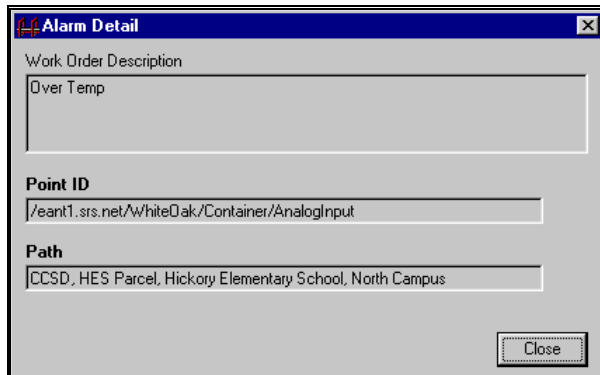 Alarm Detail
Work Order Description
Over Temp
Point ID
/eant1.srs.net/WhiteOak/Container/AnalogInput
Path
CCSD, HES Parcel, Hickory Elementary School, North Campus
Close